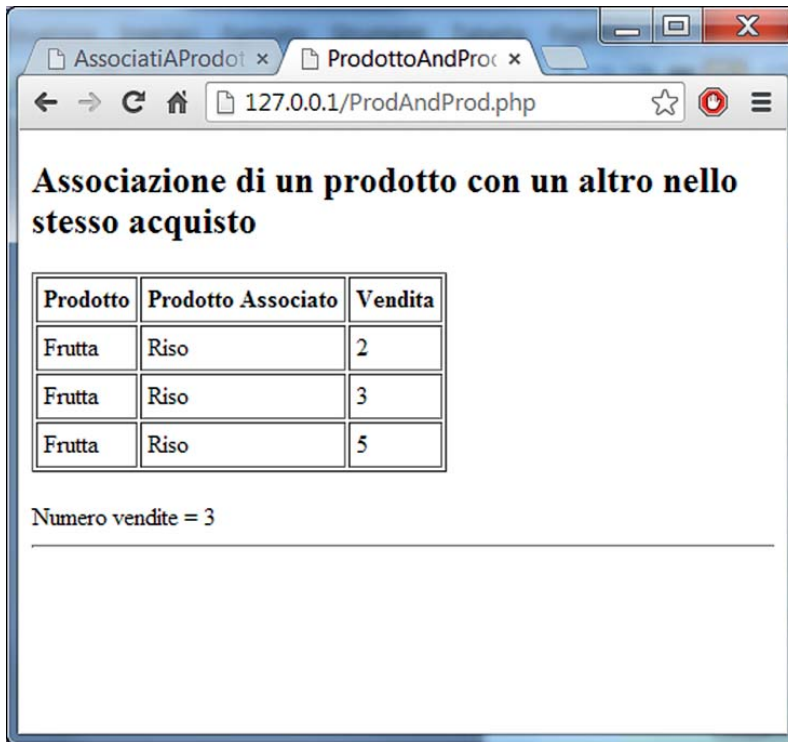 AssociatiAProdot
ProdottoAndProd
127.0.0.1/ProdAndProd.php
Associazione di un prodotto con un altro nello
stesso acquisto
Prodotto Prodotto Associato Vendita
Frutta Riso 2
Frutta Riso 3
Frutta Riso 5
Numero vendite = 3